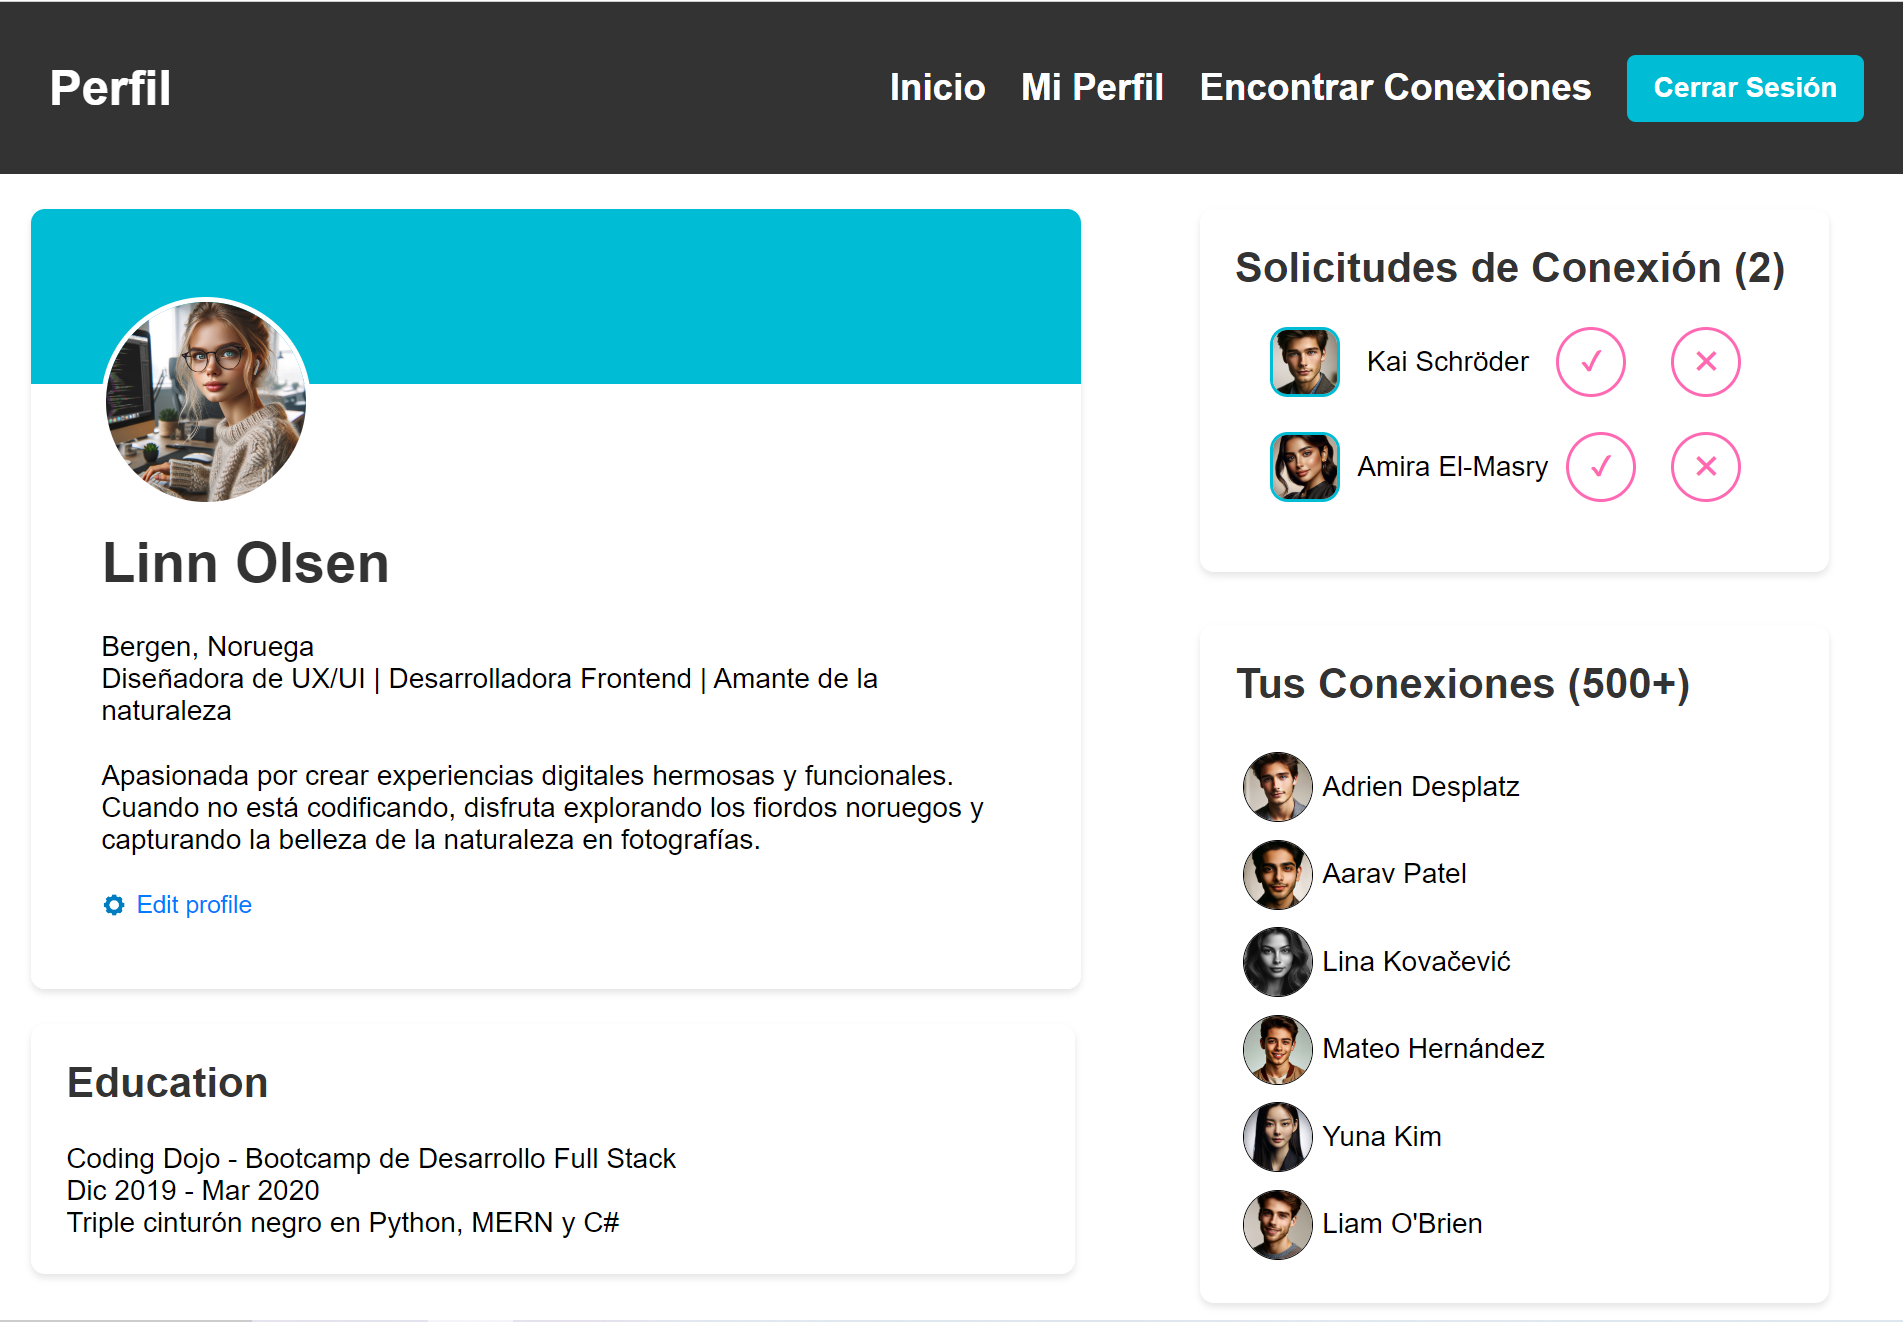 Perfil
Inicio
Mi Perfil
Encontrar Conexiones
Cerrar Sesión
Linn Olsen
Bergen, Noruega
Diseñadora de UX/UI | Desarrolladora Frontend | Amante de la
naturaleza
Apasionada por crear experiencias digitales hermosas y funcionales.
Cuando no está codificando, disfruta explorando los fiordos noruegos y
capturando la belleza de la naturaleza en fotografías.
Edit profile
Education
Coding Dojo - Bootcamp de Desarrollo Full Stack
Dic 2019 - Mar 2020
Triple cinturón negro en Python, MERN y C#
Solicitudes de Conexión (2)
Kai Schröder
Amira El-Masry
Tus Conexiones (500+)
Adrien Desplatz
Aarav Patel
Lina Kovačević
Mateo Hernández
Yuna Kim
Liam O'Brien